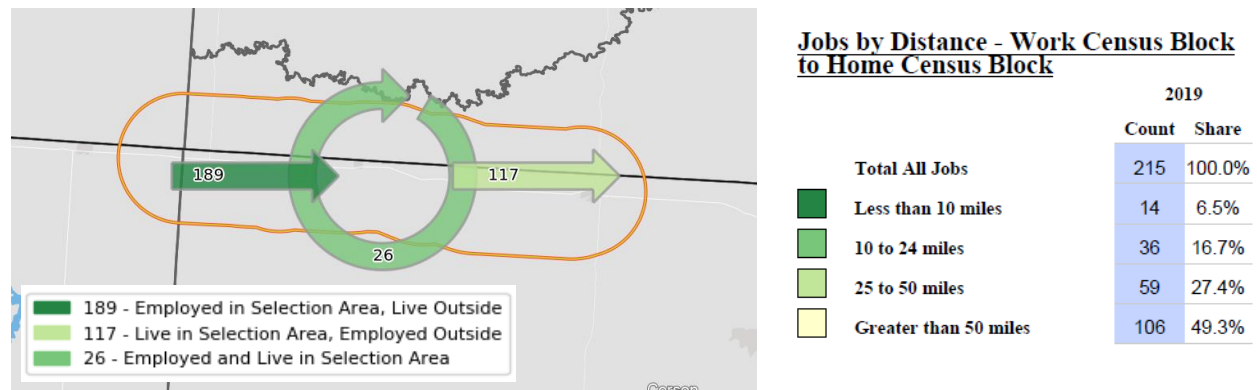 189
117
26
189 - Employed in Selection Area, Live Outside
117 - Live in Selection Area, Employed Outside
26 - Employed and Live in Selection Area
Corson
Jobs by Distance - Work Census Block
to Home Census Block
2019
Count Share
Total All Jobs 215 100.0%
Less than 10 miles 14 6.5%
10 to 24 miles 36 16.7%
25 to 50 miles 59 27.4%
Greater than 50 miles 106 49.3%